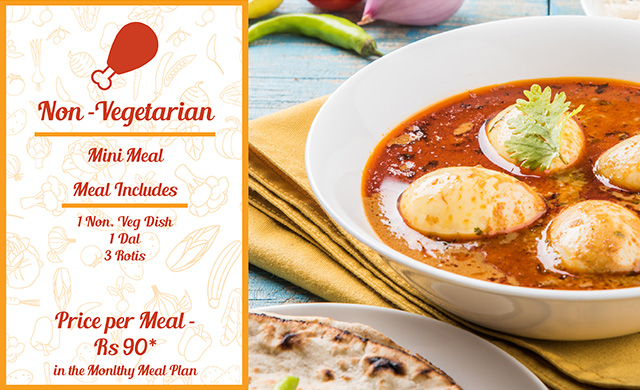 Non -Vegetarian
Mini Meal
Meal Includes
1 Non. Veg Dish
1 Dal
3 Rotis
Price per Meal -
Rs 90*
in the Monlthy Meal Plan